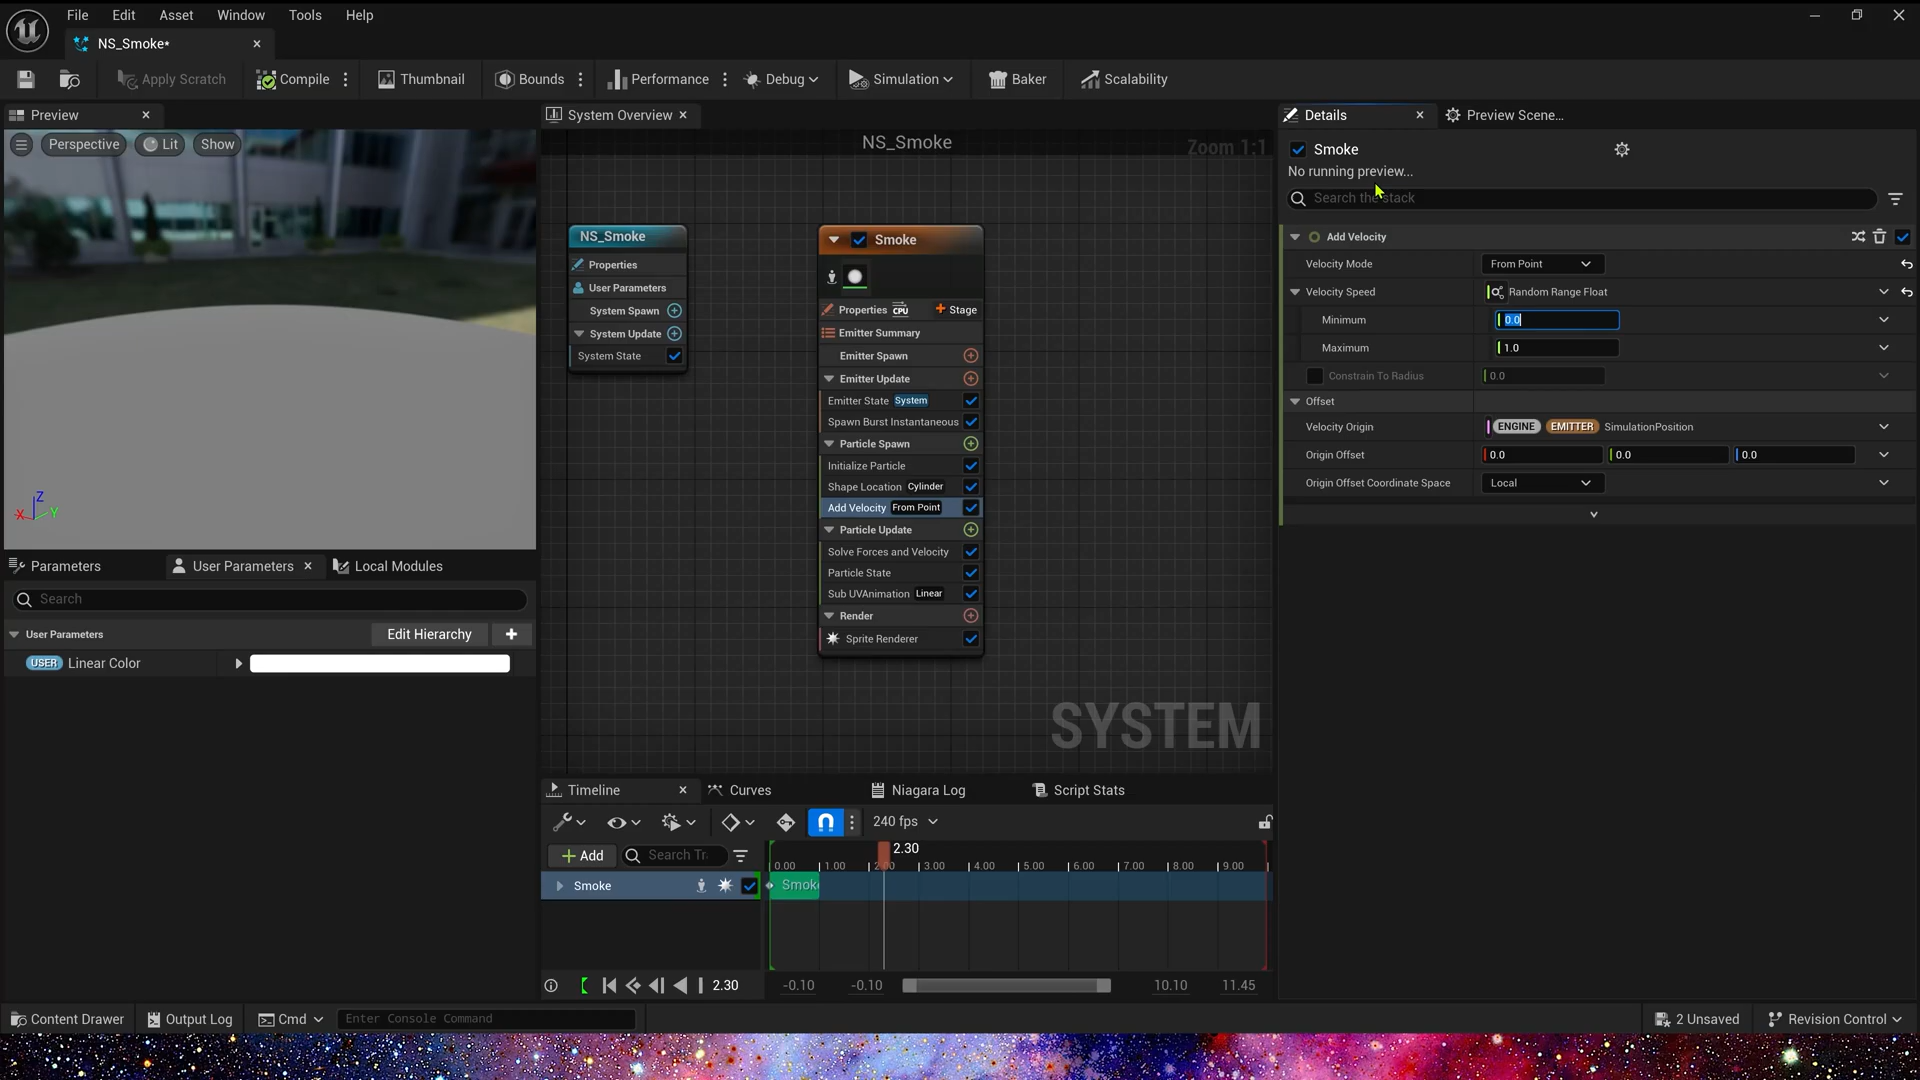 File Edit Asset Window Tools Help
NS_Smoke*
Apply Scratch Compile Thumbnail Bounds Performance Debug Simulation Baker Scalability
Preview
Perspective Lit Show
Z
X Y
Parameters User Parameters Local Modules
Search
User Parameters Edit Hierarchy
USER Linear Color
System Overview
NS_Smoke Zoom 1:1
NS_Smoke
Properties
User Parameters
System Spawn
System Update
System State
Smoke
Properties CPU Stage
Emitter Summary
Emitter Spawn
Emitter Update
Emitter State System
Spawn Burst Instantaneous
Particle Spawn
Initialize Particle
Shape Location Cylinder
Add Velocity From Point
Particle Update
Solve Forces and Velocity
Particle State
Sub UVAnimation Linear
Render
Sprite Renderer
SYSTEM
Timeline Curves Niagara Log Script Stats
240 fps
Add Search Tr 2.30
0.00 1.00 2.00 3.00 4.00 5.00 6.00 7.00 8.00 9.00
Smoke Smoke
2.30 -0.10 -0.10 10.10 11.45
Details Preview Scene...
Smoke
No running preview...
Search the stack
Add Velocity
Velocity Mode From Point
Velocity Speed Random Range Float
Minimum 0.0
Maximum 1.0
Constrain To Radius 0.0
Offset
Velocity Origin ENGINE EMITTER SimulationPosition
Origin Offset 0.0 0.0 0.0
Origin Offset Coordinate Space Local
Content Drawer Output Log Cmd Enter Console Command 2 Unsaved Revision Control